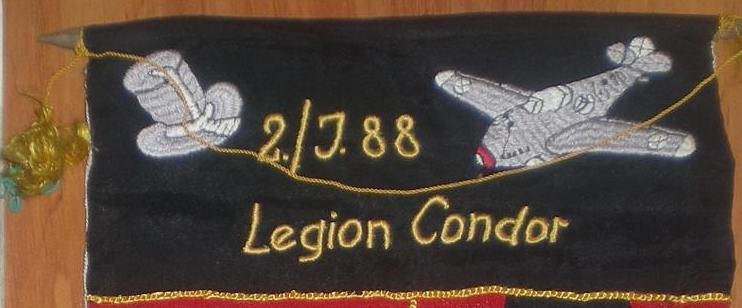 2./J. 88
Legion Condor